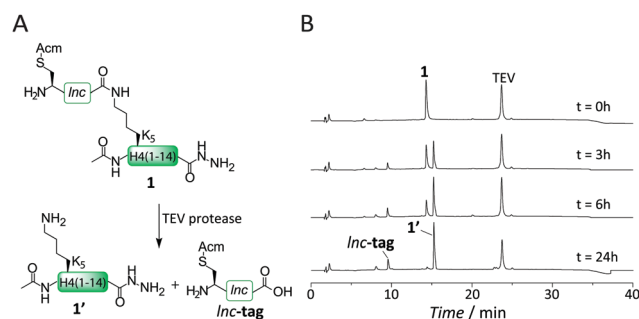 A
Acm
S
O
H2N
lnc
NH
K5
O
N
H
H4(1-14)
H
N
NH2
O
1
TEV protease
NH2
K5
O
N
H
H4(1-14)
H
N
NH2
O
1'
+
Acm
S
H2N
lnc
O
OH
lnc-tag
B
1
TEV
t = 0h
t = 3h
t = 6h
1'
lnc-tag
t = 24h
0 10 20 30 40
Time / min